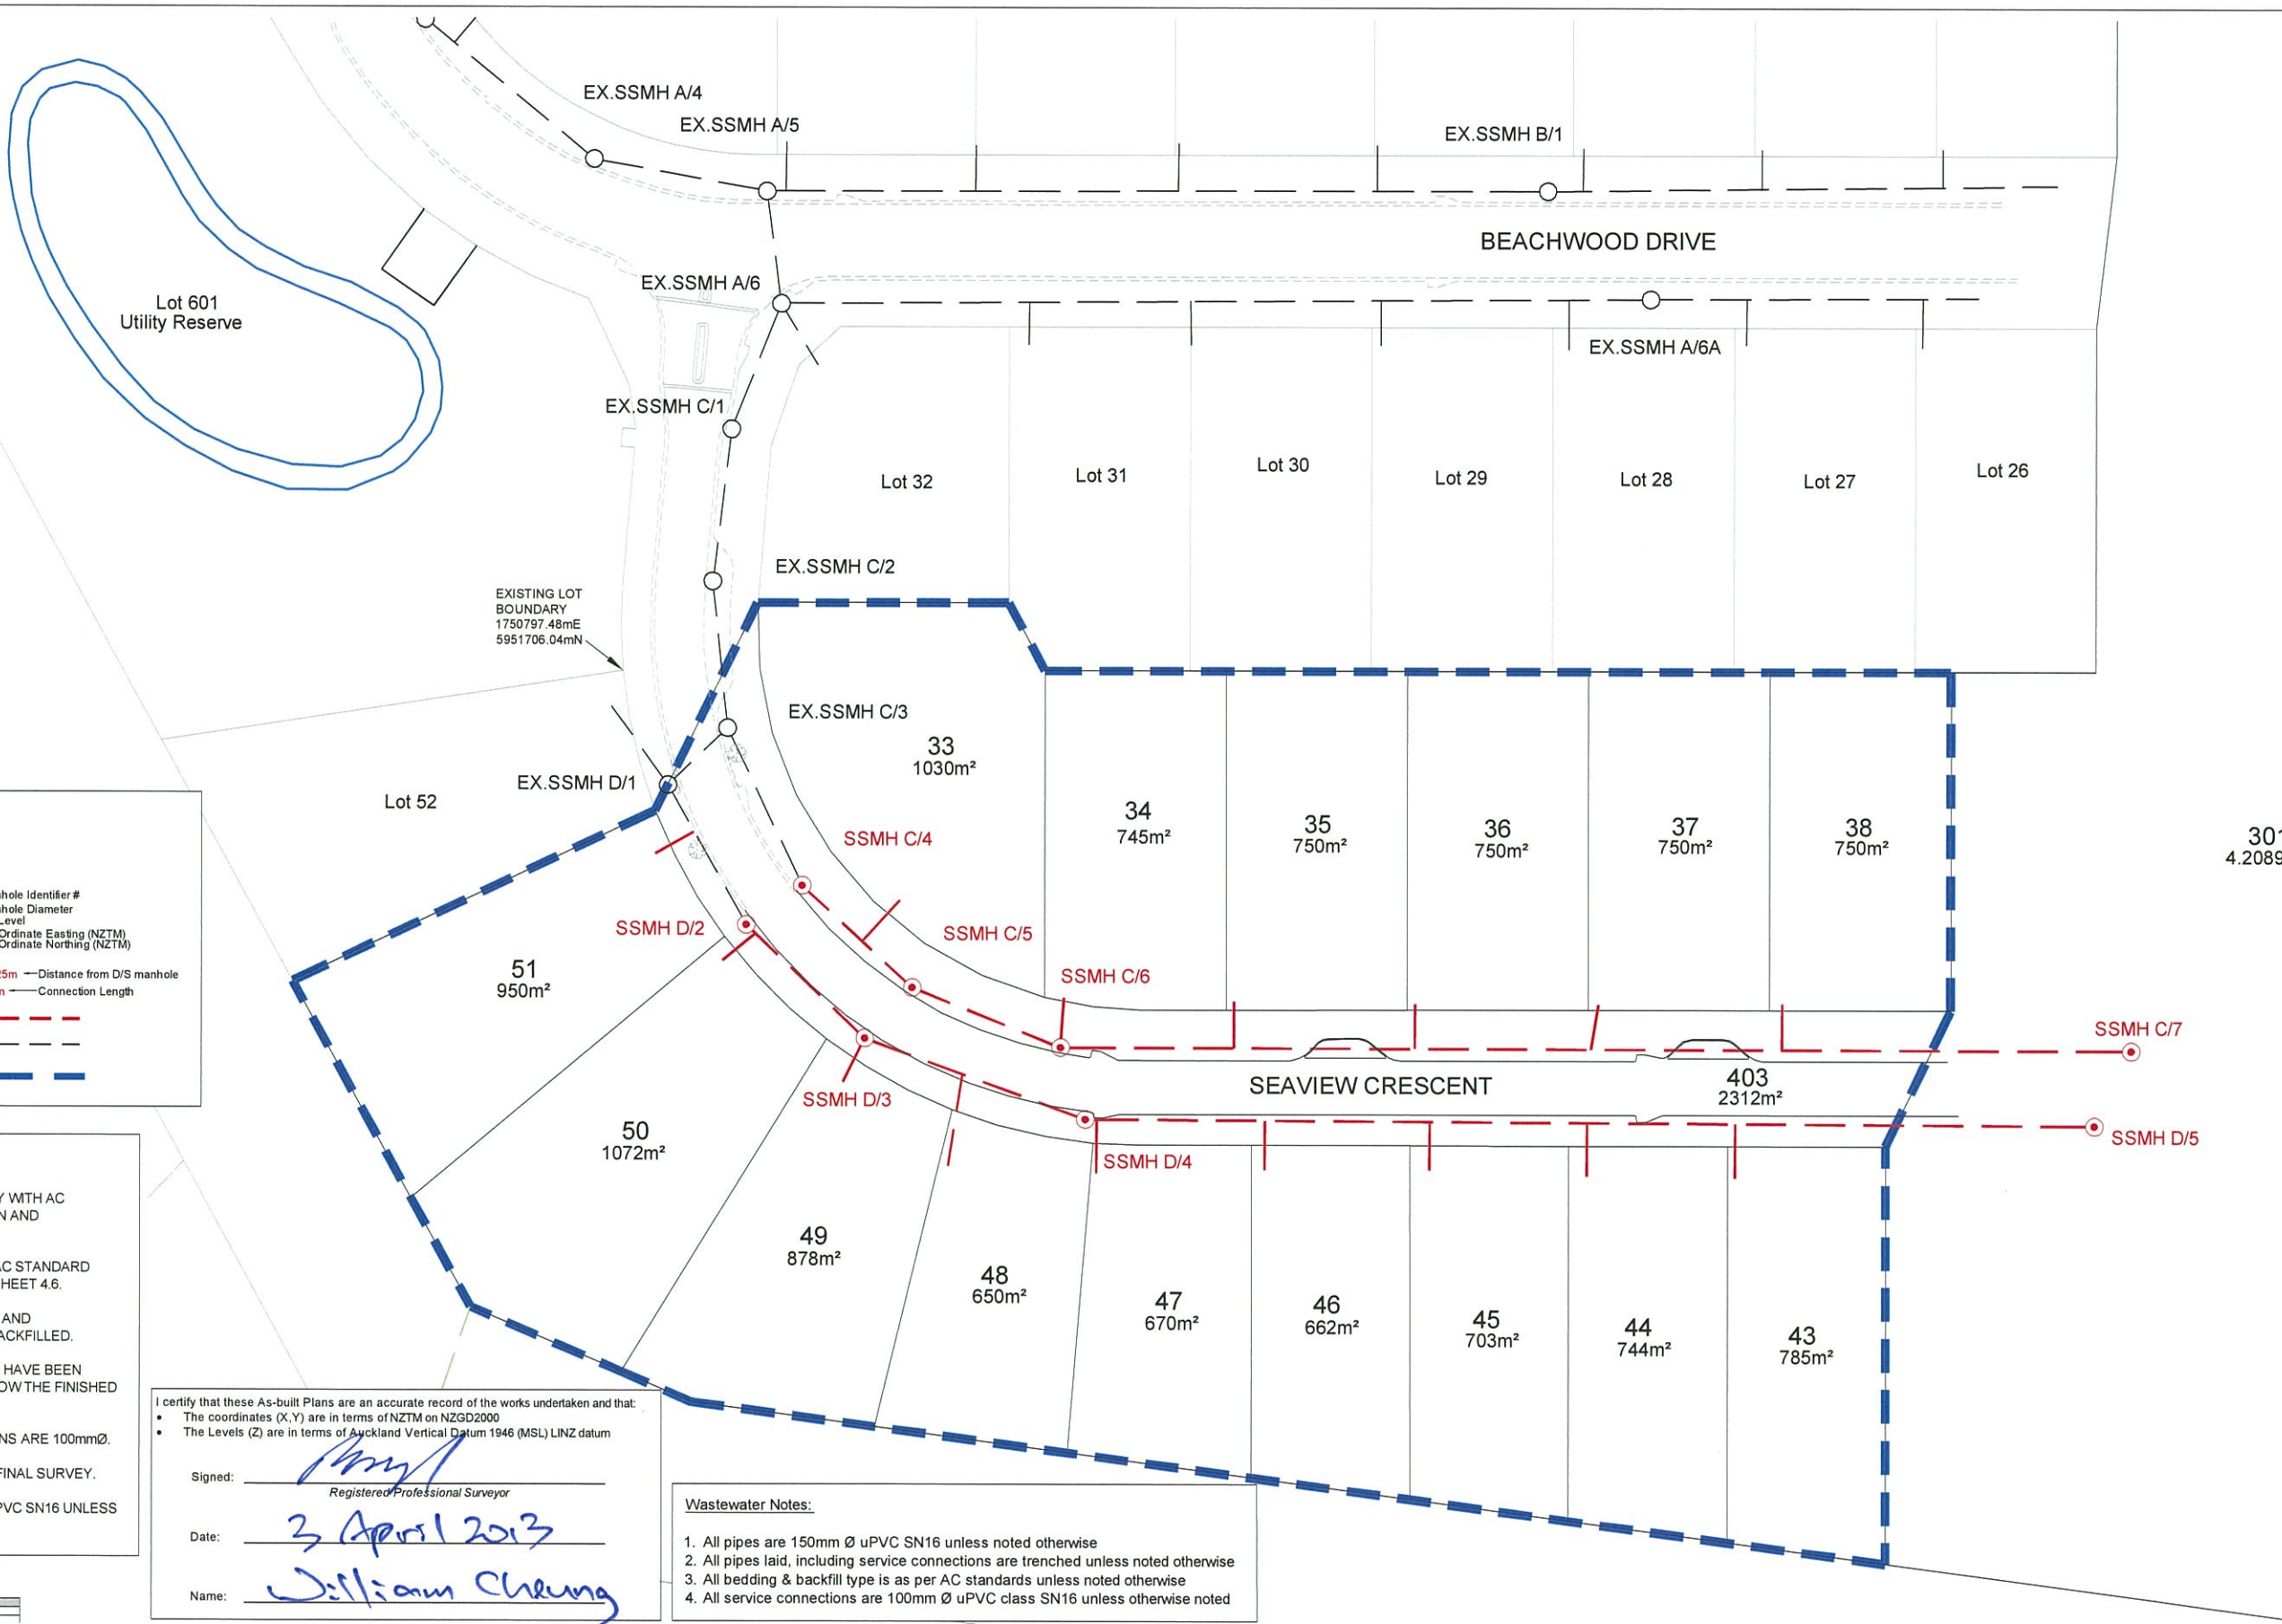 EX.SSMH A/4
EX.SSMH A/5
EX.SSMH B/1
BEACHWOOD DRIVE
EX.SSMH A/6
Lot 601
Utility Reserve
EX.SSMH A/6A
EX.SSMH C/1
Lot 32
Lot 31
Lot 30
Lot 29
Lot 28
Lot 27
Lot 26
EX.SSMH C/2
EXISTING LOT
BOUNDARY
1750797.48mE
5951706.04mN
EX.SSMH C/3
33
1030m²
EX.SSMH D/1
Lot 52
SSMH C/4
34
745m²
35
750m²
36
750m²
37
750m²
38
750m²
301
4.2089
SSMH D/2
SSMH C/5
SSMH C/6
51
950m²
SSMH C/7
SEAVIEW CRESCENT
403
2312m²
SSMH D/3
SSMH D/4
SSMH D/5
50
1072m²
49
878m²
48
650m²
47
670m²
46
662m²
45
703m²
44
744m²
43
785m²
hole Identifier #
hole Diameter
Level
Ordinate Easting (NZTM)
Ordinate Northing (NZTM)
25m Distance from D/S manhole
Connection Length
WITH AC
AND
AC STANDARD
HEET 4.6.
AND
ACKFILLED.
HAVE BEEN
OW THE FINISHED
NS ARE 100mmØ.
FINAL SURVEY.
PVC SN16 UNLESS
I certify that these As-built Plans are an accurate record of the works undertaken and that:
• The coordinates (X,Y) are in terms of NZTM on NZGD2000
• The Levels (Z) are in terms of Auckland Vertical Datum 1946 (MSL) LINZ datum
Signed:
Registered Professional Surveyor
Date: 3 April 2013
Name: William Cheung
Wastewater Notes:
1. All pipes are 150mm Ø uPVC SN16 unless noted otherwise
2. All pipes laid, including service connections are trenched unless noted otherwise
3. All bedding & backfill type is as per AC standards unless noted otherwise
4. All service connections are 100mm Ø uPVC class SN16 unless otherwise noted